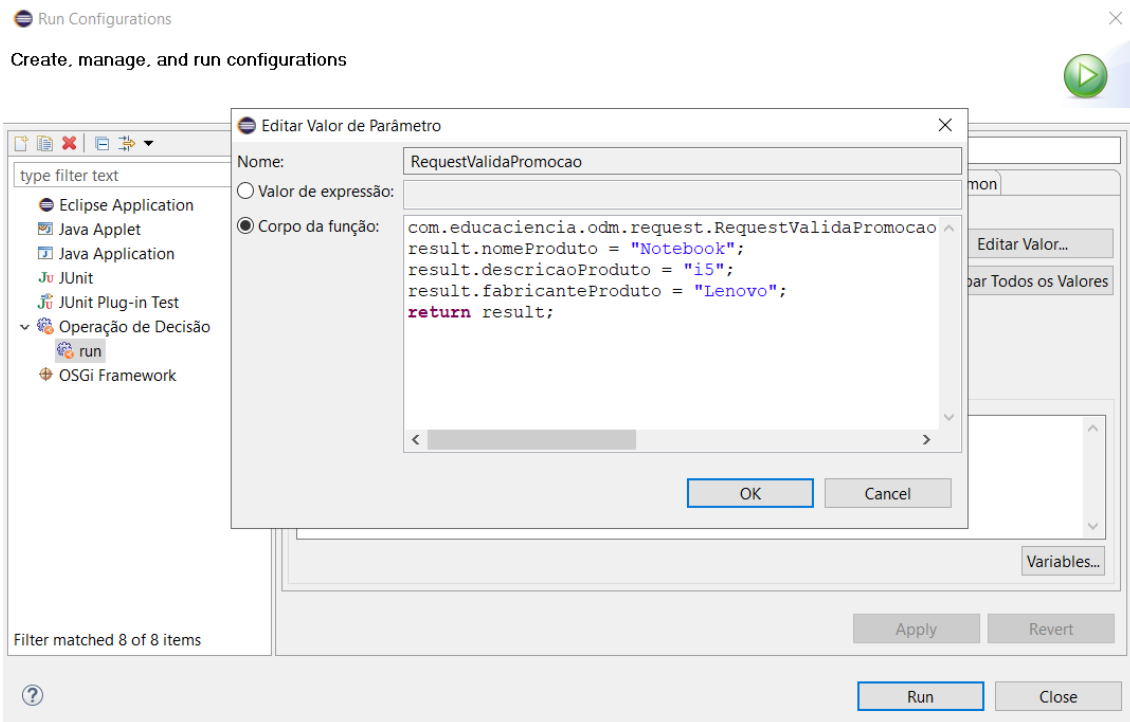 Run Configurations
Create, manage, and run configurations
type filter text
Eclipse Application
Java Applet
Java Application
JUnit
JUnit Plug-in Test
Operação de Decisão
run
OSGi Framework
Filter matched 8 of 8 items
Editar Valor de Parâmetro
Nome:
RequestValidaPromocao
Valor de expressão:
Corpo da função:
com.educaciencia.odm.request.RequestValidaPromocao
result.nomeProduto = "Notebook";
result.descricaoProduto = "i5";
result.fabricanteProduto = "Lenovo";
return result;
OK Cancel
mon
Editar Valor...
par Todos os Valores
Variables...
Apply Revert
Run Close